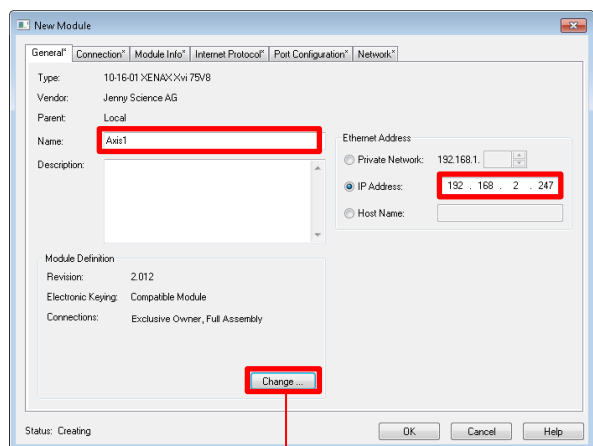 New Module
General* Connection* Module Info* Internet Protocol* Port Configuration* Network*
Type: 10-16-01 XENAX Xvi 75V8
Vendor: Jenny Science AG
Parent: Local
Name: Axis1
Description:
Ethernet Address
Private Network: 192.168.1.
IP Address: 192 . 168 . 2 . 247
Host Name:
Module Definition
Revision: 2.012
Electronic Keying: Compatible Module
Connections: Exclusive Owner, Full Assembly
Change ...
Status: Creating
OK Cancel Help